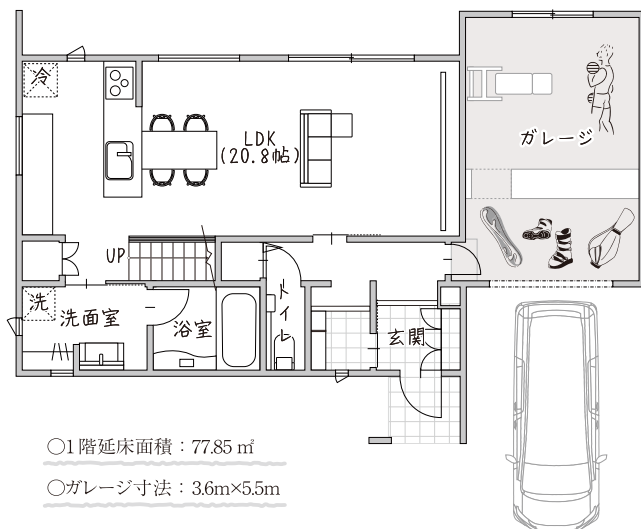 冷
LDK
(20.8帖)
ガレージ
UP
洗
洗面室
浴室
トイレ
玄関
○1階延床面積：77.85㎡
○ガレージ寸法：3.6m×5.5m